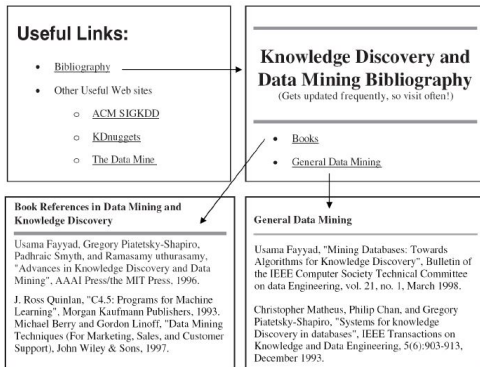 Useful Links:
• Bibliography
• Other Useful Web sites
o ACM SIGKDD
o KDnuggets
o The Data Mine
Knowledge Discovery and
Data Mining Bibliography
(Gets updated frequently, so visit often!)
• Books
• General Data Mining
Book References in Data Mining and
Knowledge Discovery
Usama Fayyad, Gregory Piatetsky-Shapiro,
Padhraic Smyth, and Ramasamy uthurasamy,
"Advances in Knowledge Discovery and Data
Mining", AAAI Press/the MIT Press, 1996.
J. Ross Quinlan, "C4.5: Programs for Machine
Learning", Morgan Kaufmann Publishers, 1993.
Michael Berry and Gordon Linoff, "Data Mining
Techniques (For Marketing, Sales, and Customer
Support), John Wiley & Sons, 1997.
General Data Mining
Usama Fayyad, "Mining Databases: Towards
Algorithms for Knowledge Discovery", Bulletin of
the IEEE Computer Society Technical Committee
on data Engineering, vol. 21, no. 1, March 1998.
Christopher Matheus, Philip Chan, and Gregory
Piatetsky-Shapiro, "Systems for knowledge
Discovery in databases", IEEE Transactions on
Knowledge and Data Engineering, 5(6):903-913,
December 1993.